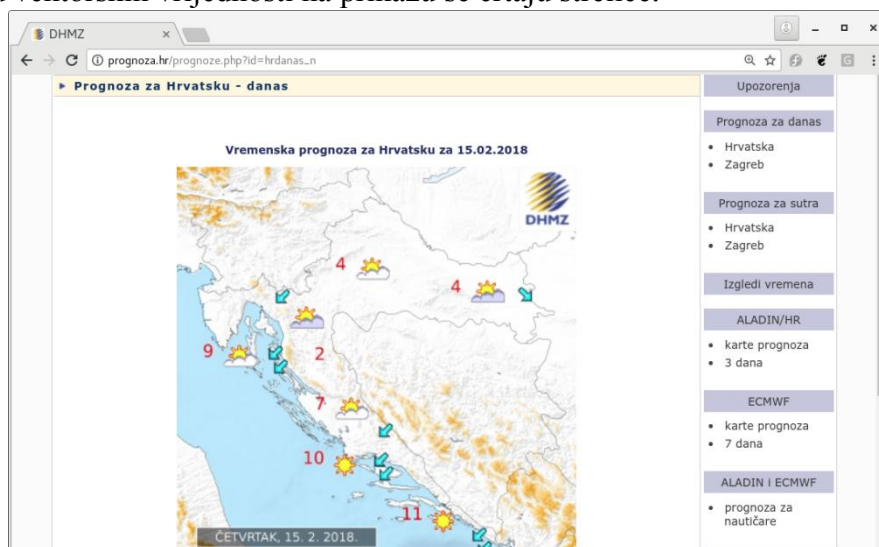 DHMZ
prognoza.hr/prognoze.php?id=hrdanas_n
Prognoza za Hrvatsku - danas
Vremenska prognoza za Hrvatsku za 15.02.2018
DHMZ
4
4
9
2
7
10
11
ČETVRTAK, 15. 2. 2018.
Upozorenja
Prognoza za danas
• Hrvatska
• Zagreb
Prognoza za sutra
• Hrvatska
• Zagreb
Izgledi vremena
ALADIN/HR
• karte prognoza
• 3 dana
ECMWF
• karte prognoza
• 7 dana
ALADIN i ECMWF
• prognoza za
nautičare